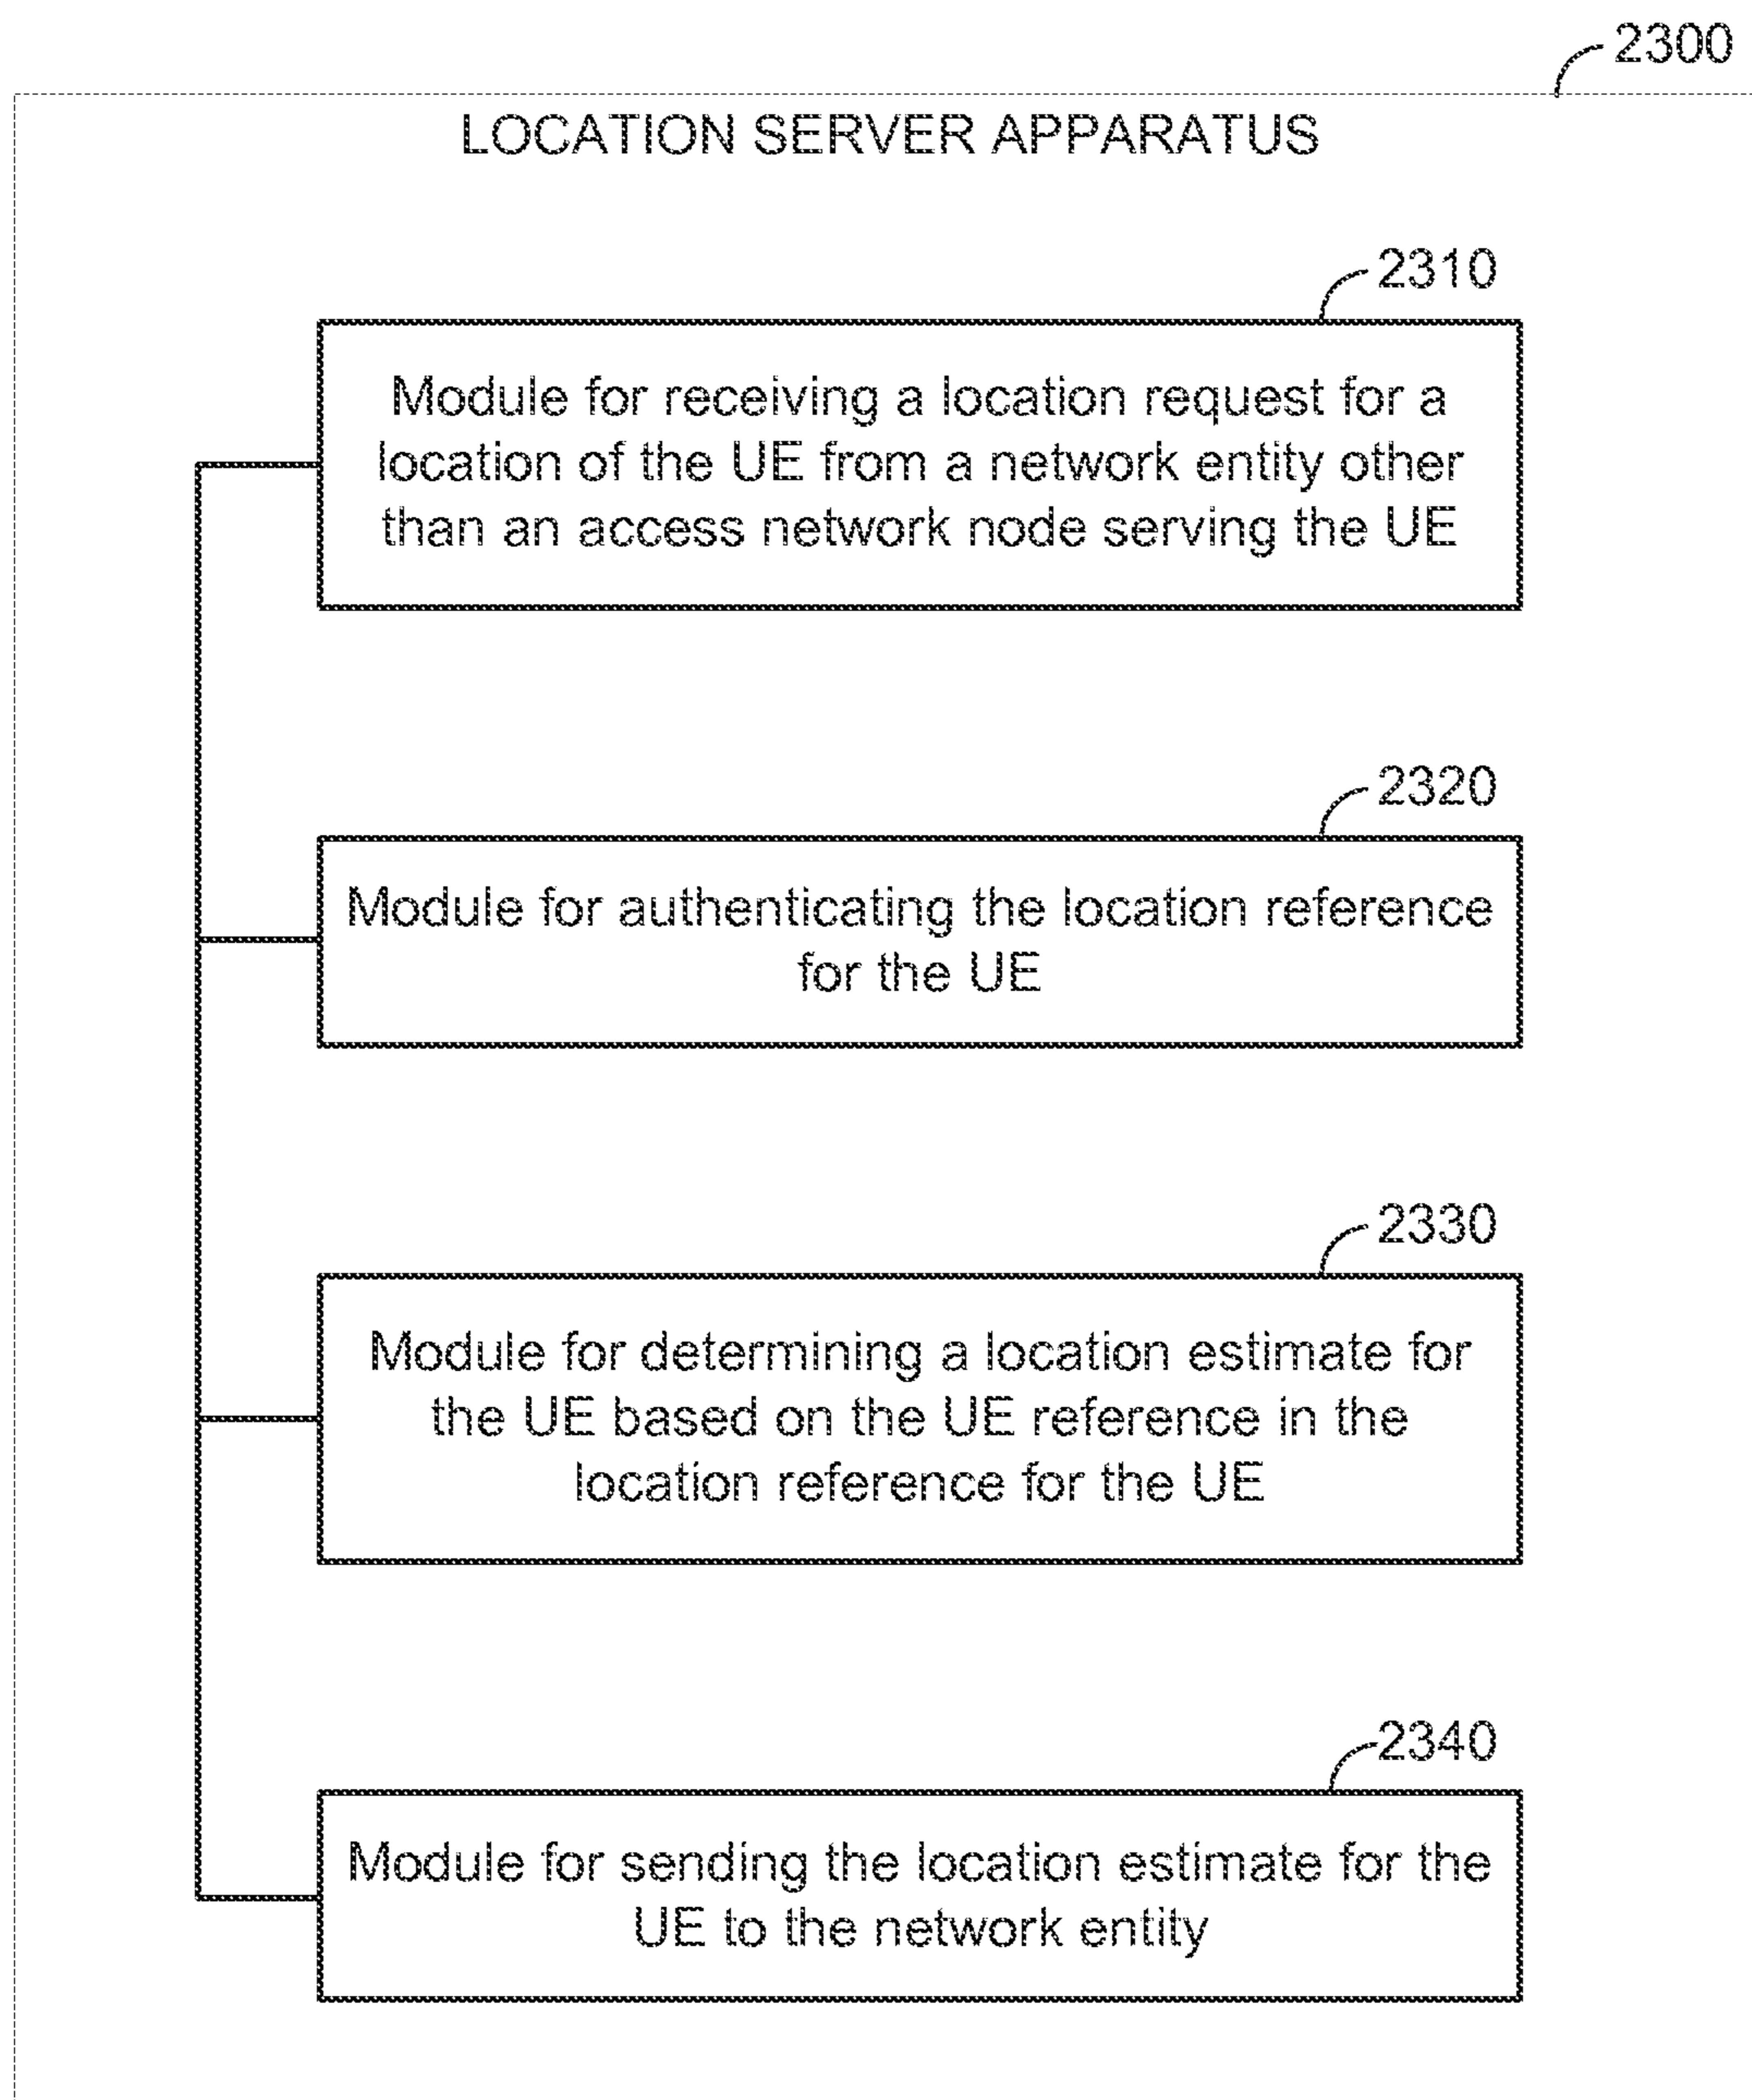 2300
LOCATION SERVER APPARATUS
2310
Module for receiving a location request for a
location of the UE from a network entity other
than an access network node serving the UE
2320
Module for authenticating the location reference
for the UE
2330
Module for determining a location estimate for
the UE based on the UE reference in the
location reference for the UE
2340
Module for sending the location estimate for the
UE to the network entity